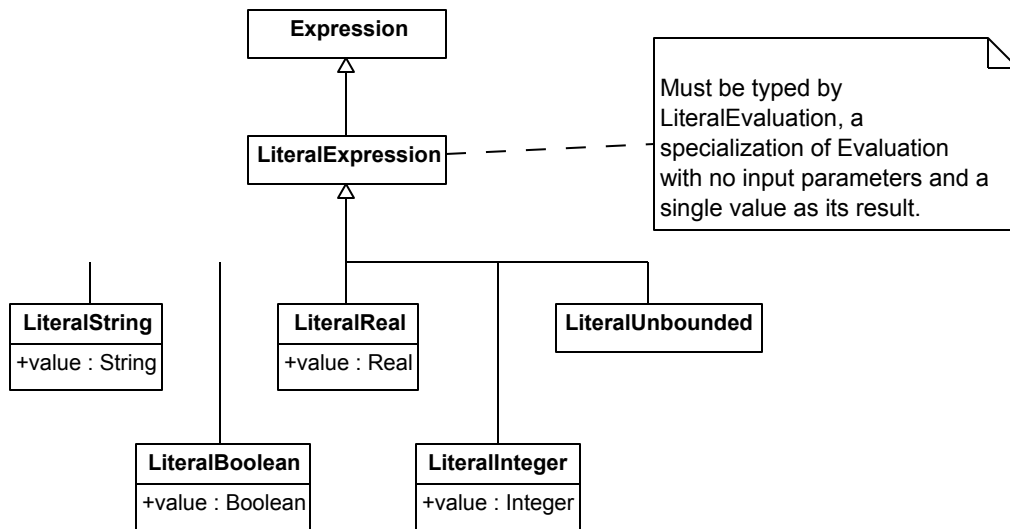 Expression
Must be typed by
LiteralEvaluation, a
specialization of Evaluation
with no input parameters and a
single value as its result.
LiteralExpression
LiteralString
+value : String
LiteralReal
+value : Real
LiteralUnbounded
LiteralBoolean
+value : Boolean
LiteralInteger
+value : Integer